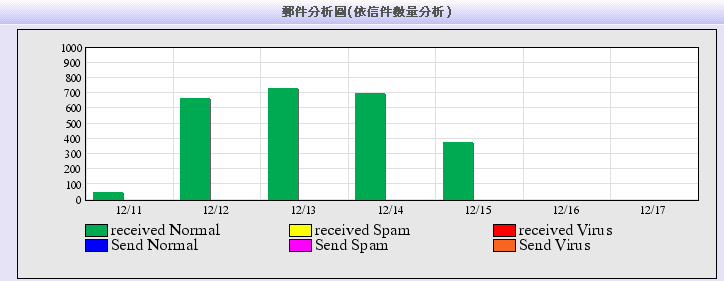 郵件分析圖(依信件數量分析)
1000
900
800
700
600
500
400
300
200
100
0
12/11 12/12 12/13 12/14 12/15 12/16 12/17
received Normal received Spam received Virus
Send Normal Send Spam Send Virus